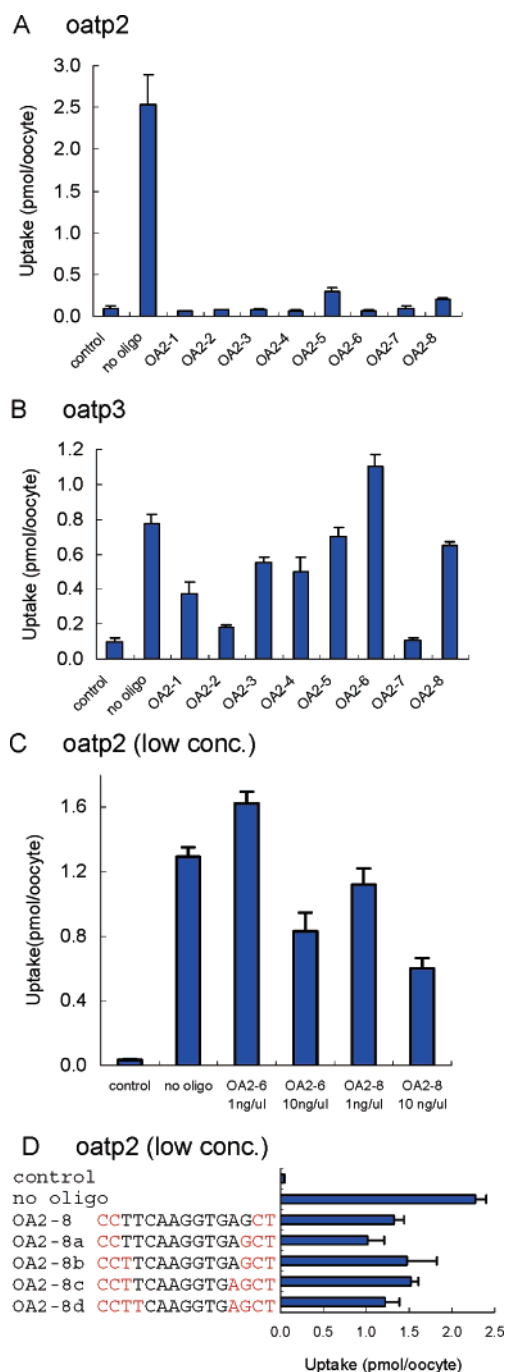 A oatp2
3.0
2.5
2.0
1.5
1.0
0.5
0.0
Uptake (pmol/oocyte)
control
no oligo
OA2-1
OA2-2
OA2-3
OA2-4
OA2-5
OA2-6
OA2-7
OA2-8
B oatp3
1.2
1.0
0.8
0.6
0.4
0.2
0.0
Uptake (pmol/oocyte)
control
no oligo
OA2-1
OA2-2
OA2-3
OA2-4
OA2-5
OA2-6
OA2-7
OA2-8
C oatp2 (low conc.)
1.6
1.2
0.8
0.4
0.0
Uptake(pmol/oocyte)
control no oligo OA2-6 OA2-6 OA2-8 OA2-8
1ng/ul 10ng/ul 1ng/ul 10 ng/ul
D oatp2 (low conc.)
control
no oligo
OA2-8 CCTTCAAGGTGAGCT
OA2-8a CCTTCAAGGTGAGCT
OA2-8b CCTTCAAGGTGAGCT
OA2-8c CCTTCAAGGTGAGCT
OA2-8d CCTTCAAGGTGAGCT
0.0 0.5 1.0 1.5 2.0 2.5
Uptake (pmol/oocyte)